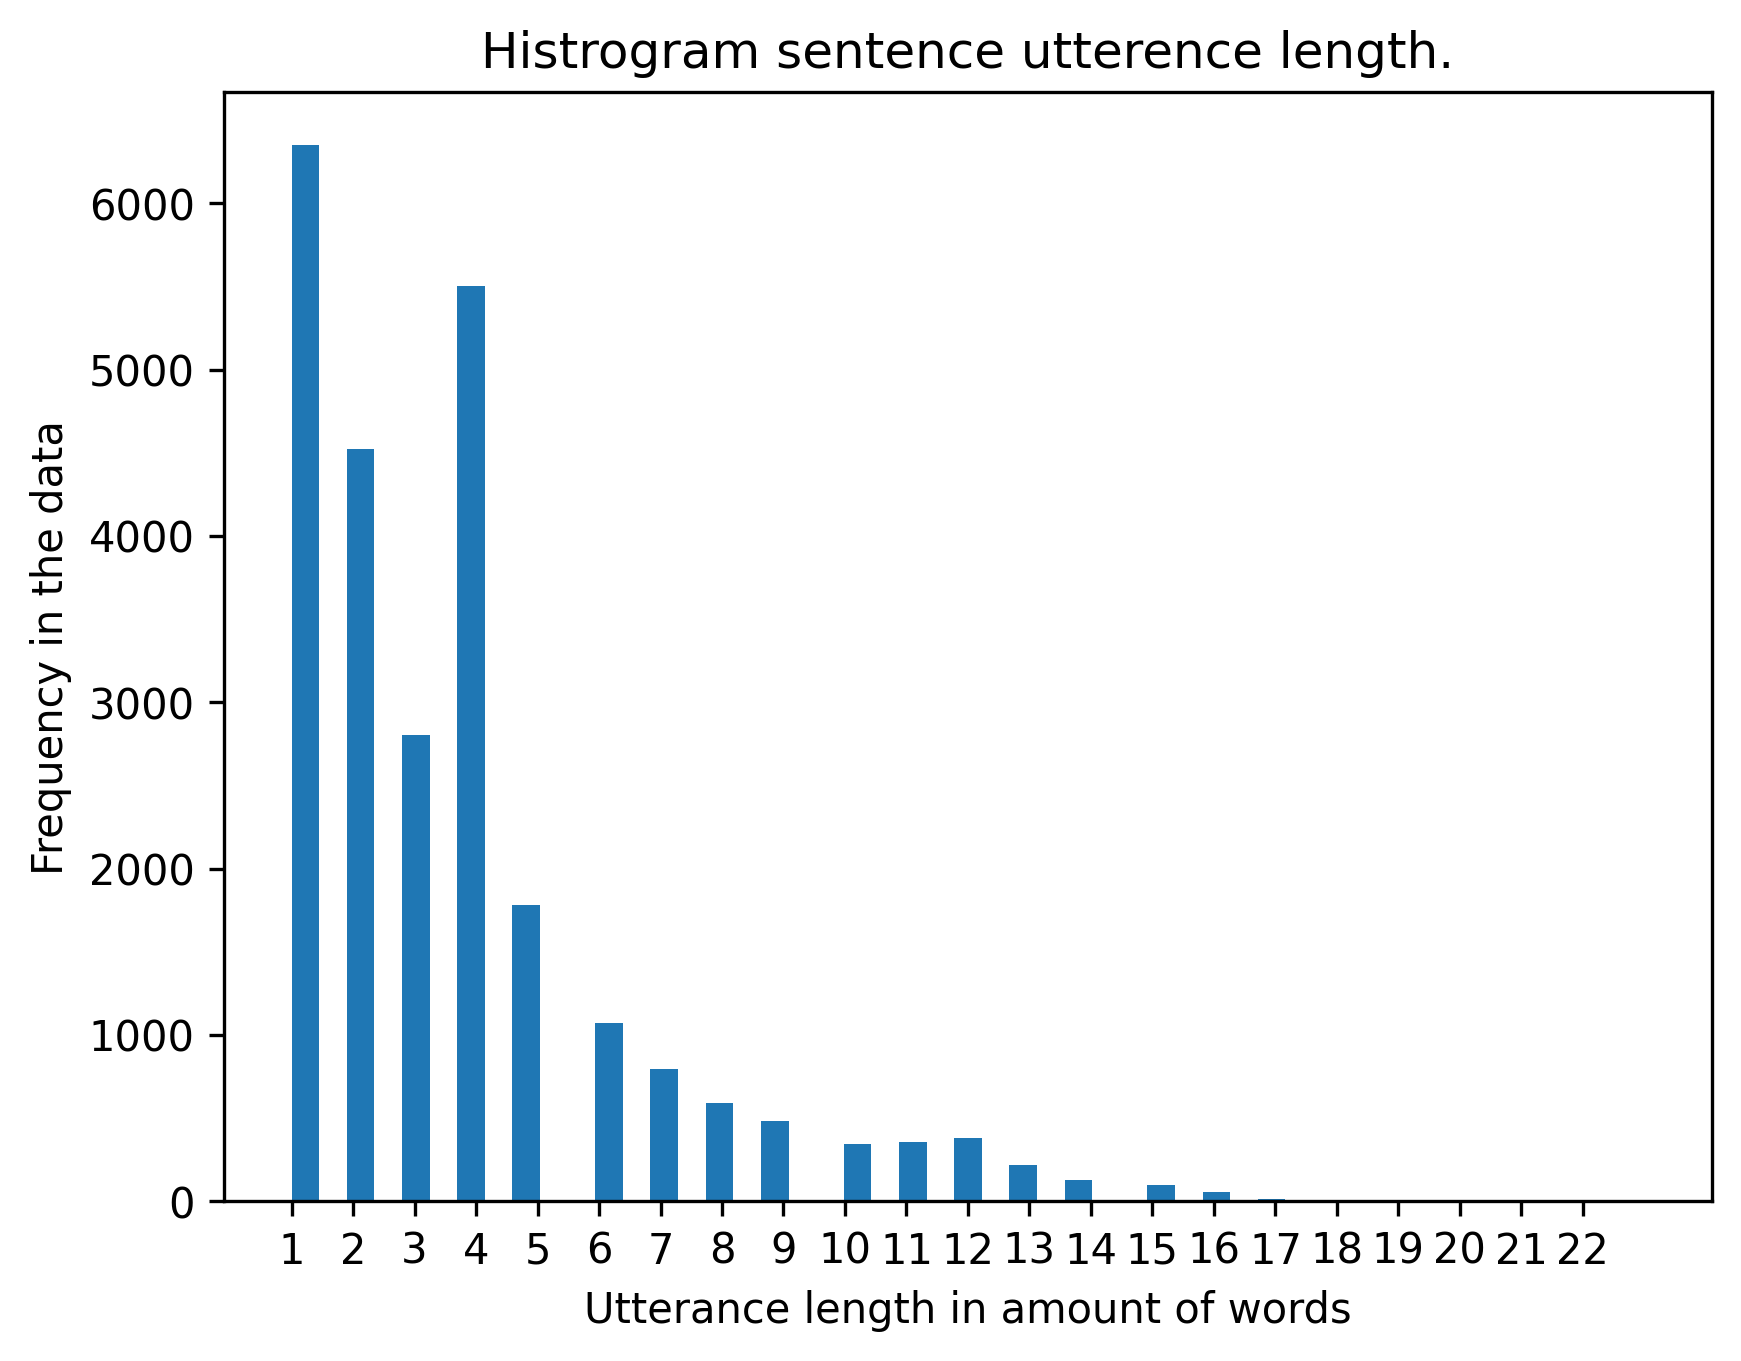 Histrogram sentence utterence length.
6000
5000
4000
3000
2000
1000
0
Frequency in the data
1 2 3 4 5 6 7 8 9 10 11 12 13 14 15 16 17 18 19 20 21 22
Utterance length in amount of words